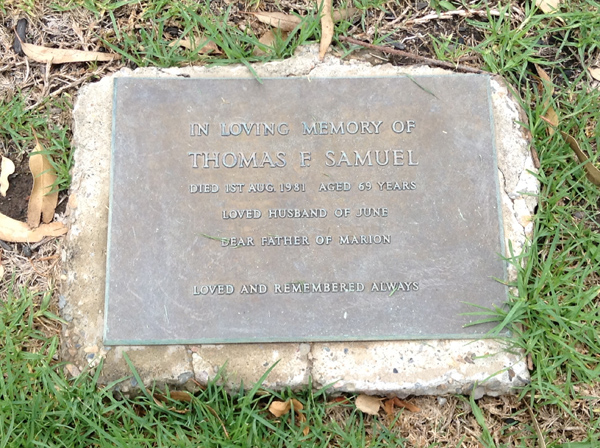 IN LOVING MEMORY OF
THOMAS F SAMUEL
DIED 1ST AUG. 1981 AGED 69 YEARS
LOVED HUSBAND OF JUNE
DEAR FATHER OF MARION
LOVED AND REMEMBERED ALWAYS